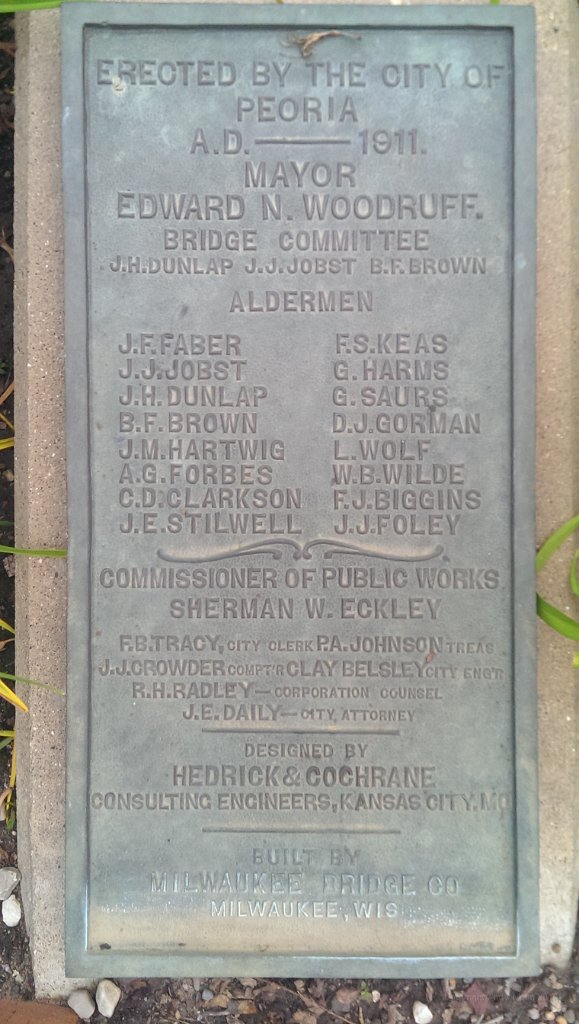 ERECTED BY THE CITY OF
PEORIA
A.D. —— 1911.
MAYOR
EDWARD N. WOODRUFF.
BRIDGE COMMITTEE
J.H. DUNLAP J.J. JOBST B.F. BROWN
ALDERMEN
J.F. FABER F.S. KEAS
J.J. JOBST G. HARMS
J.H. DUNLAP G. SAURS
B.F. BROWN D.J. GORMAN
J.M. HARTWIG L. WOLF
A.G. FORBES W.B. WILDE
C.D. CLARKSON F.J. BIGGINS
J.E. STILWELL J.J. FOLEY
COMMISSIONER OF PUBLIC WORKS
SHERMAN W. ECKLEY
F.B. TRACY, CITY CLERK P.A. JOHNSON TREAS
J.J. CROWDER COMPT'R CLAY BELSLEY CITY ENG'R
R.H. RADLEY — CORPORATION COUNSEL
J.E. DAILY — CITY ATTORNEY
DESIGNED BY
HEDRICK & COCHRANE
CONSULTING ENGINEERS, KANSAS CITY, MO
BUILT BY
MILWAUKEE BRIDGE CO
MILWAUKEE, WIS